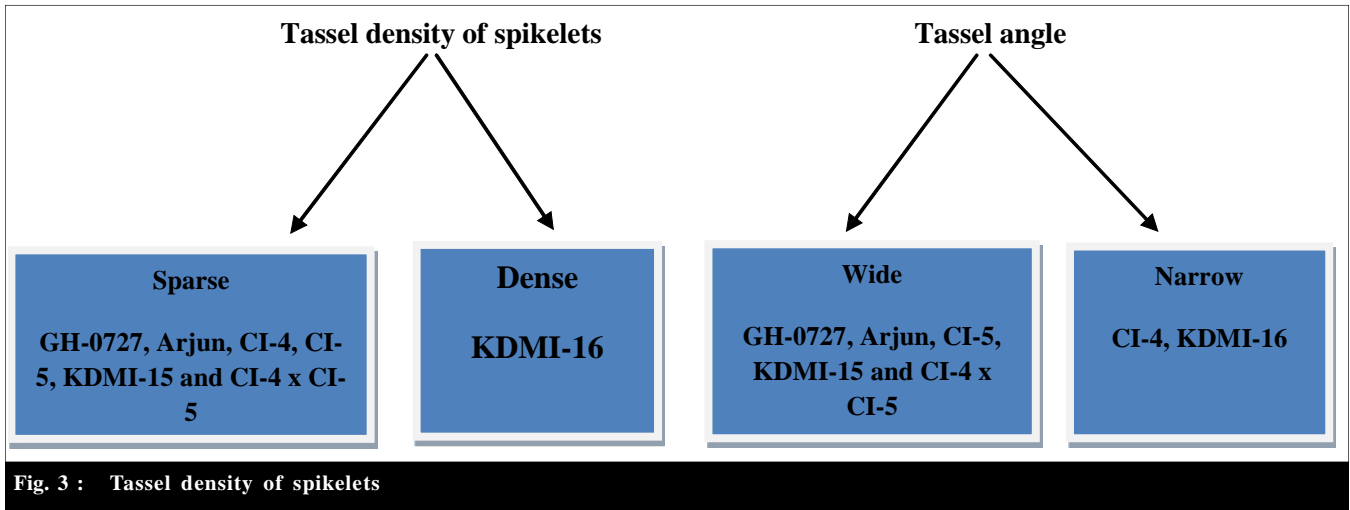 Tassel density of spikelets
Tassel angle
Sparse
GH-0727, Arjun, CI-4, CI-
5, KDMI-15 and CI-4 x CI-
5
Dense
KDMI-16
Wide
GH-0727, Arjun, CI-5,
KDMI-15 and CI-4 x
CI-5
Narrow
CI-4, KDMI-16
Fig. 3 : Tassel density of spikelets